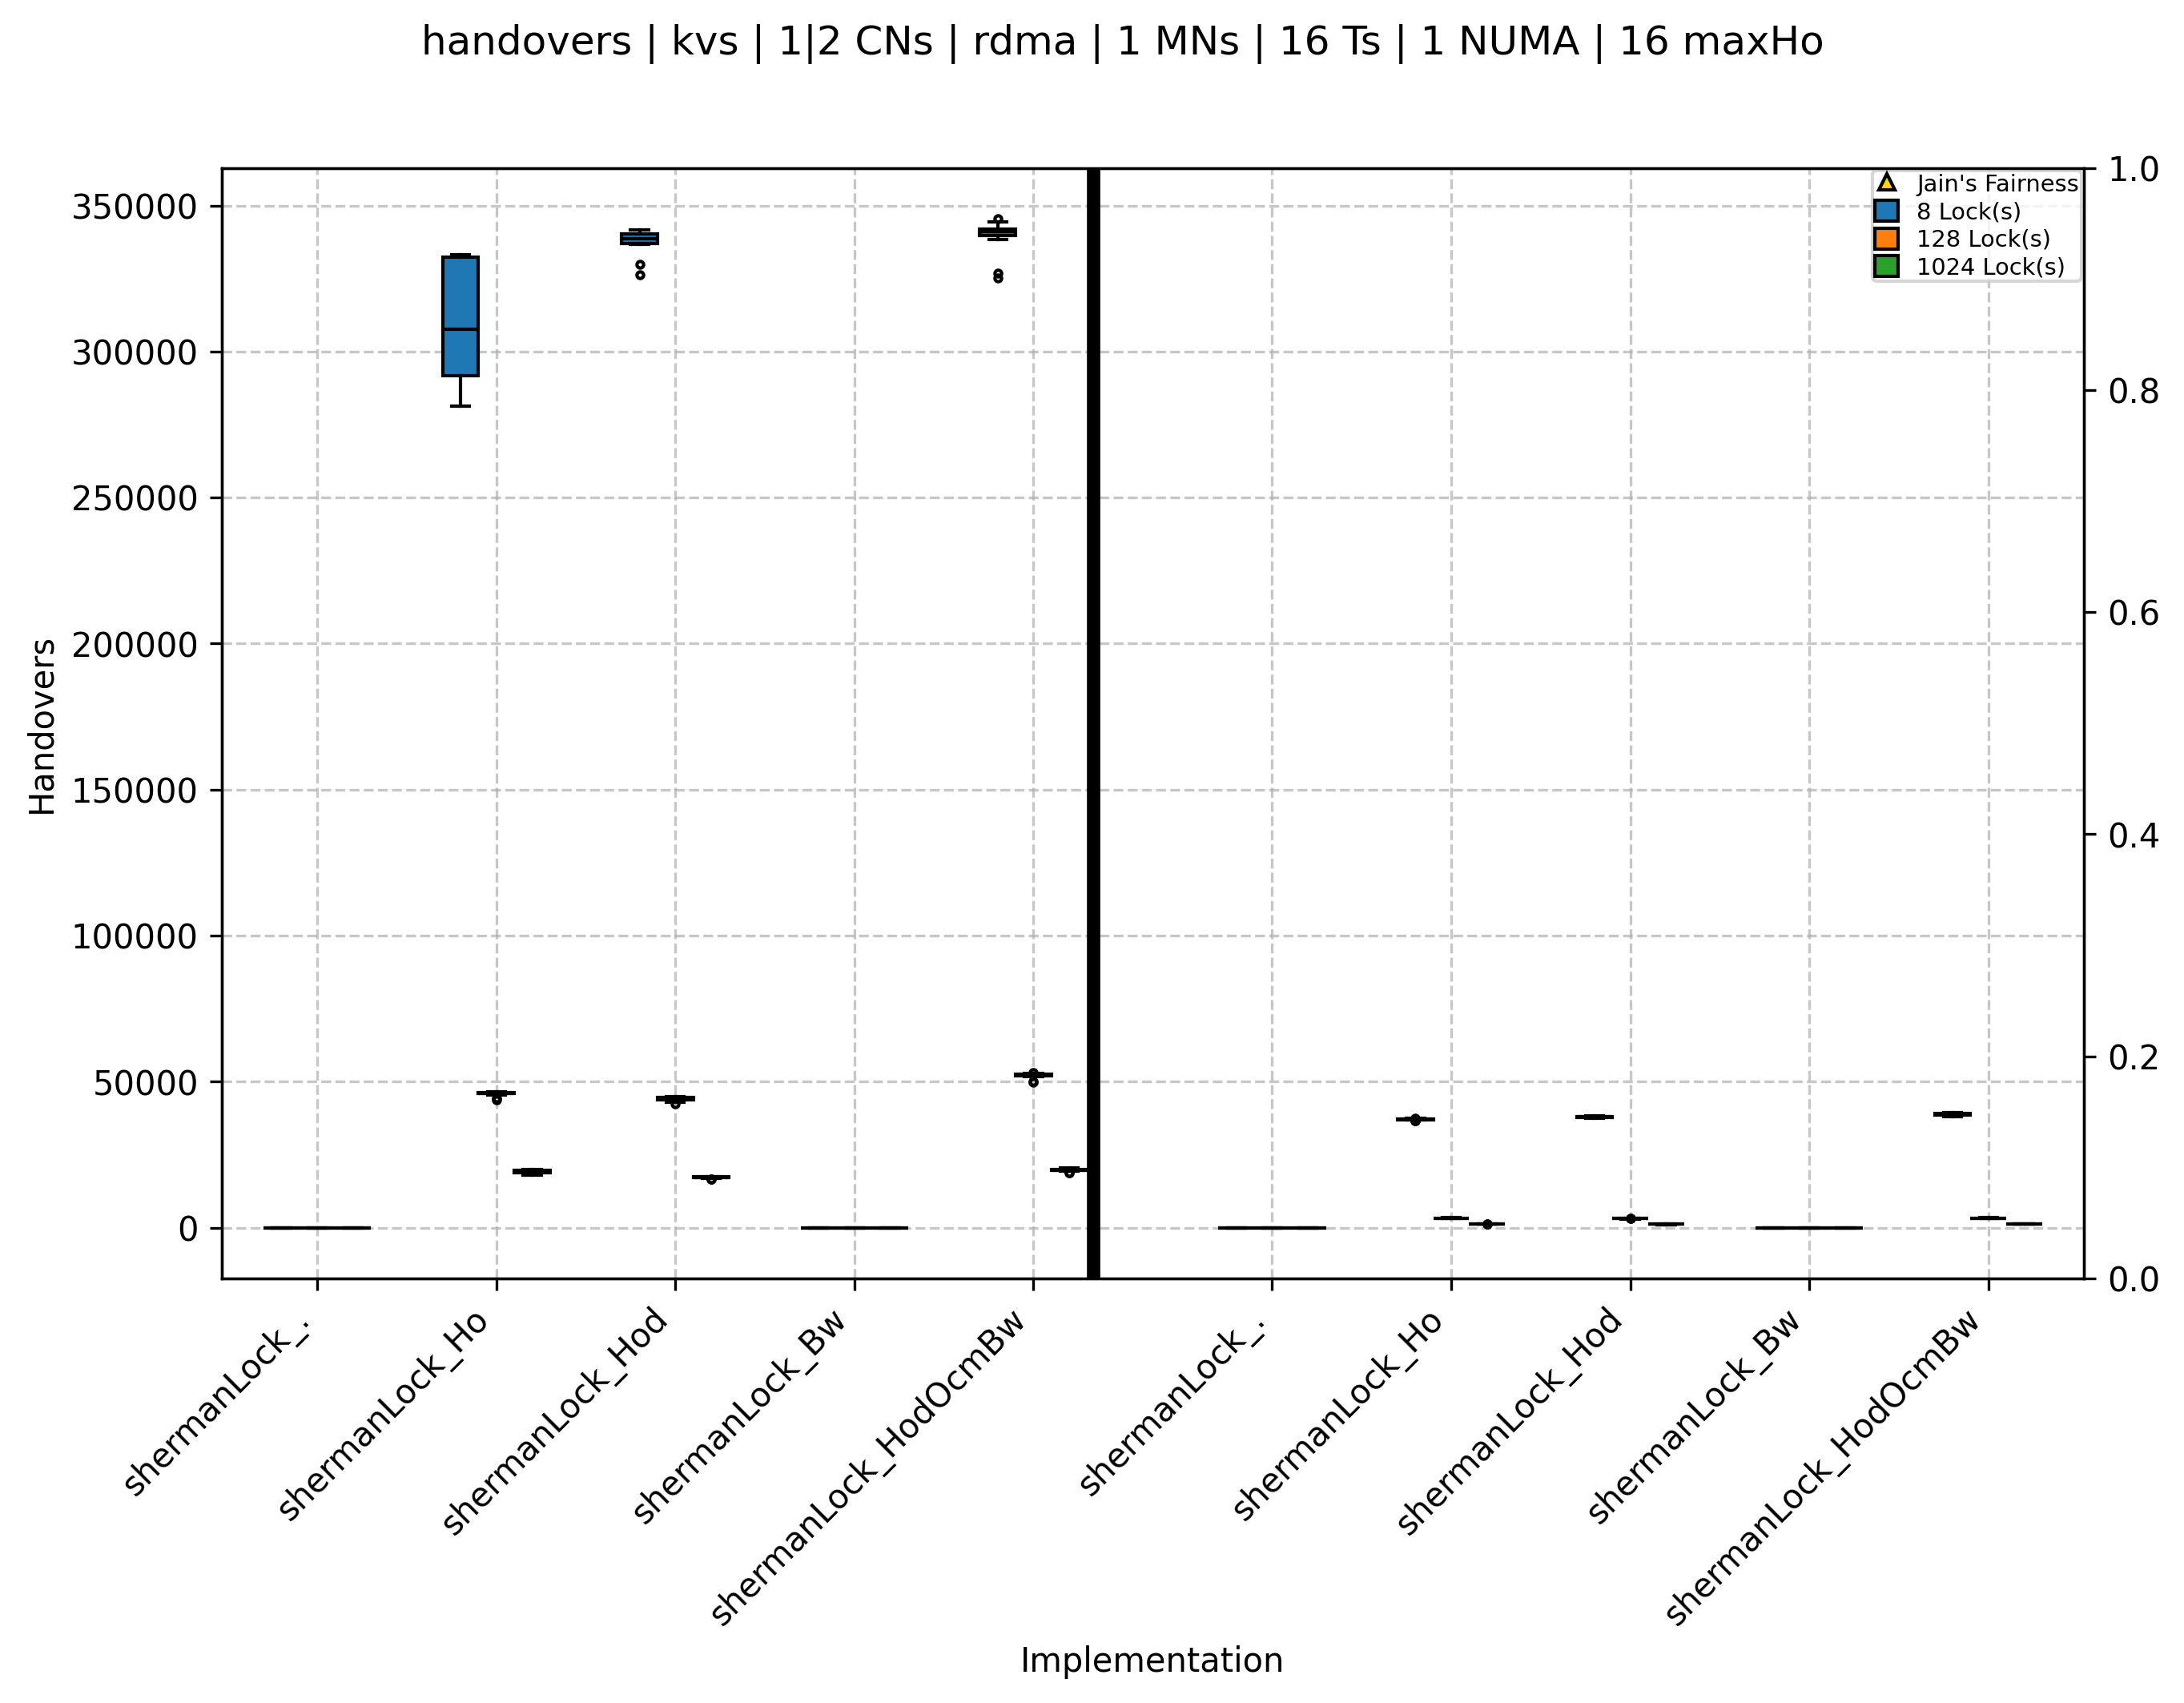 handovers | kvs | 1|2 CNs | rdma | 1 MNs | 16 Ts | 1 NUMA | 16 maxHo
Jain's Fairness
8 Lock(s)
128 Lock(s)
1024 Lock(s)
Handovers
350000
300000
250000
200000
150000
100000
50000
0
1.0
0.8
0.6
0.4
0.2
0.0
shermanLock_.
shermanLock_Ho
shermanLock_Hod
shermanLock_Bw
shermanLock_HodOcmBw
shermanLock_.
shermanLock_Ho
shermanLock_Hod
shermanLock_Bw
shermanLock_HodOcmBw
Implementation